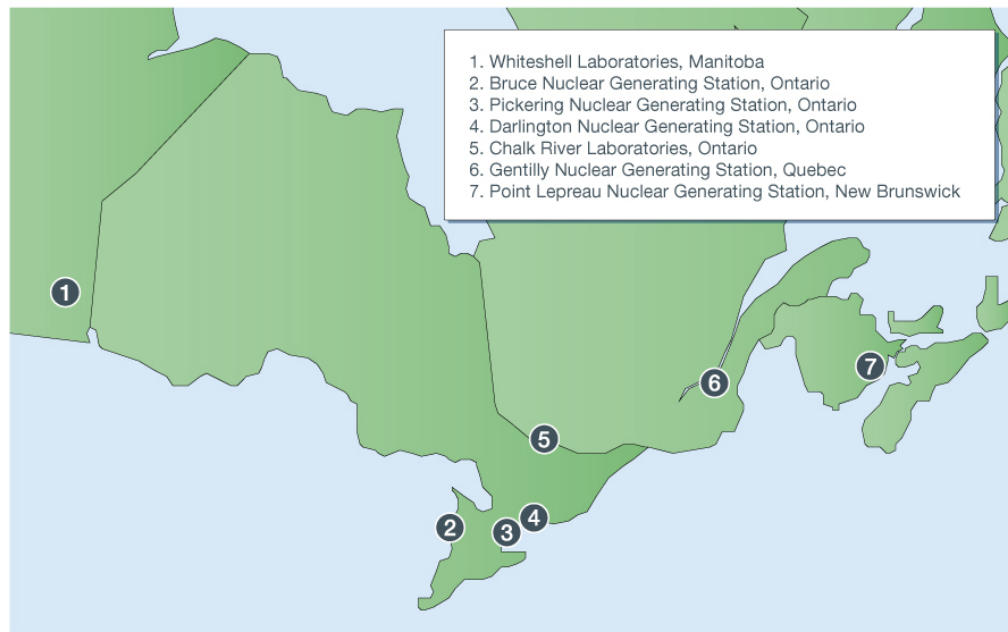 1. Whiteshell Laboratories, Manitoba
2. Bruce Nuclear Generating Station, Ontario
3. Pickering Nuclear Generating Station, Ontario
4. Darlington Nuclear Generating Station, Ontario
5. Chalk River Laboratories, Ontario
6. Gentilly Nuclear Generating Station, Quebec
7. Point Lepreau Nuclear Generating Station, New Brunswick
1
7
6
5
4
2
3